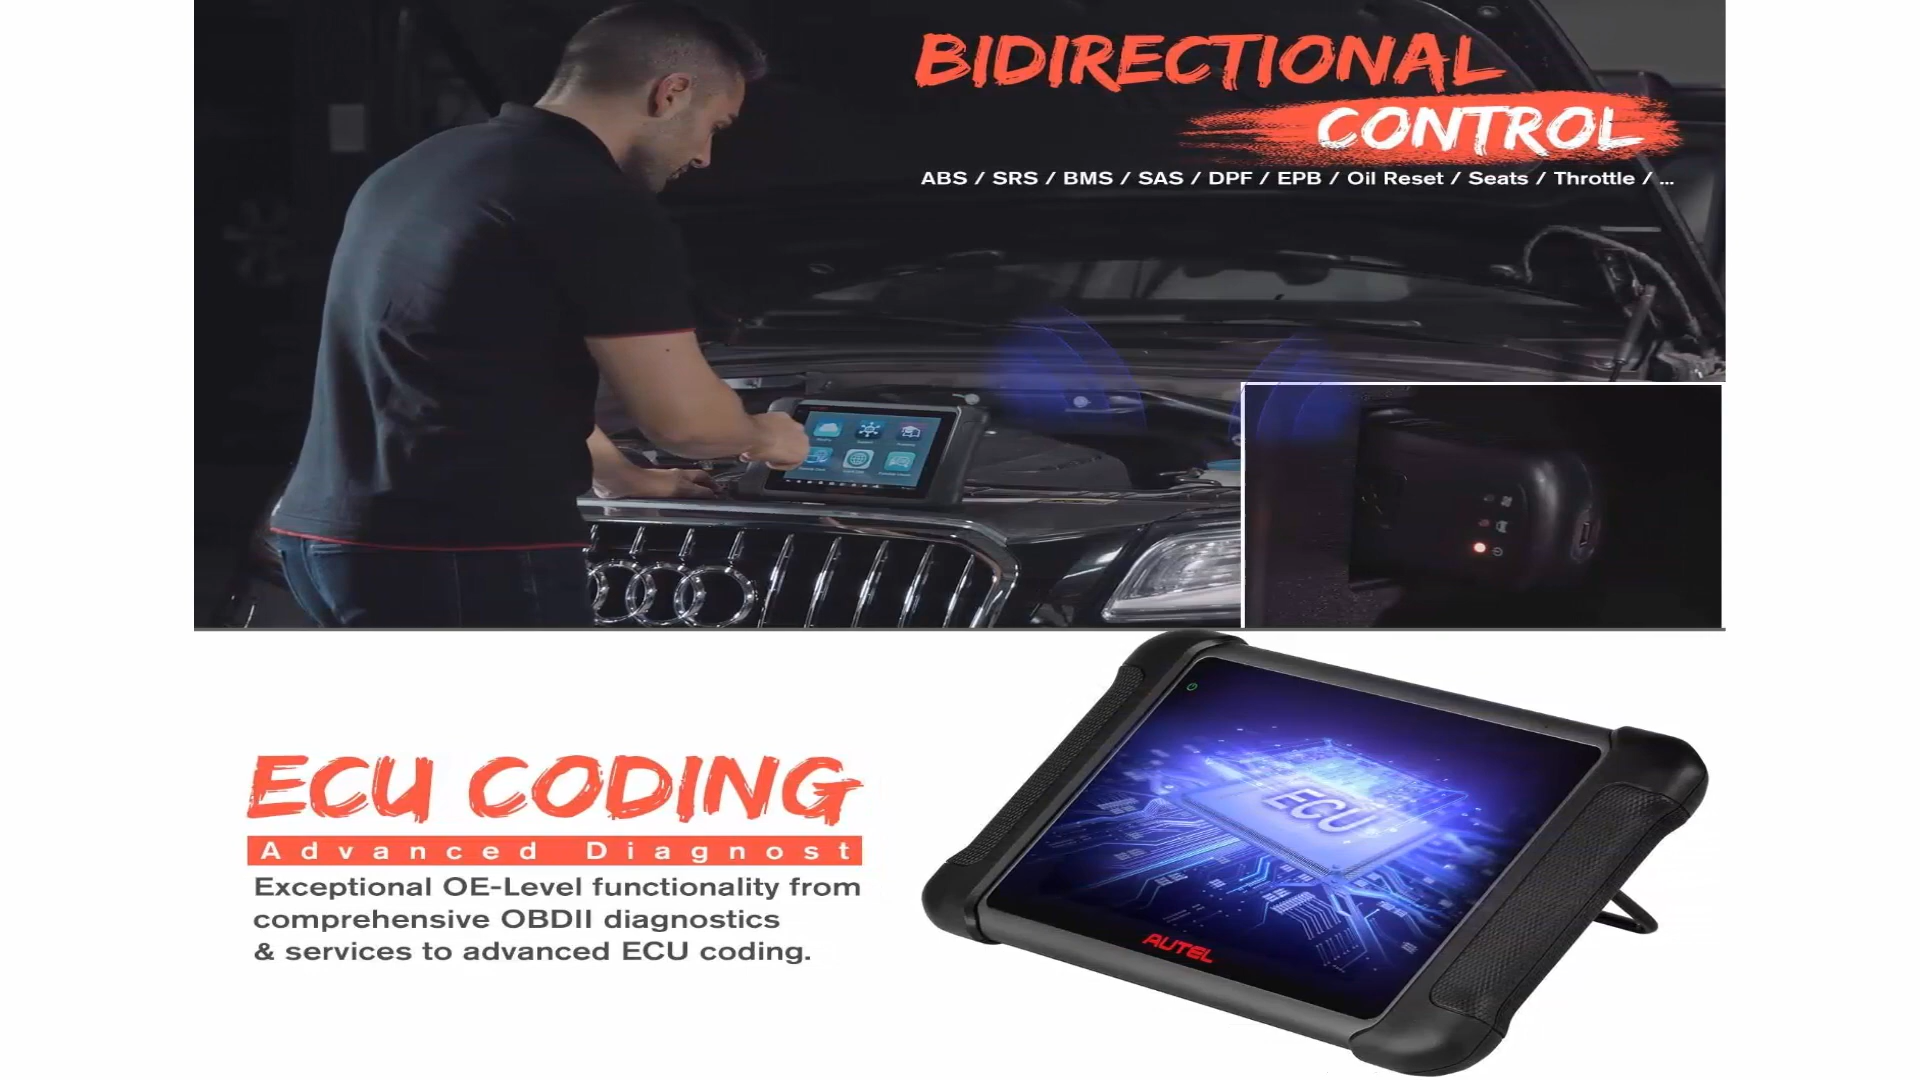 BIDIRECTIONAL
CONTROL
ABS / SRS / BMS / SAS / DPF / EPB / Oil Reset / Seats / Throttle / ...
ECU CODING
Advanced Diagnost
Exceptional OE-Level functionality from
comprehensive OBDII diagnostics
& services to advanced ECU coding.
ECU
AUTEL